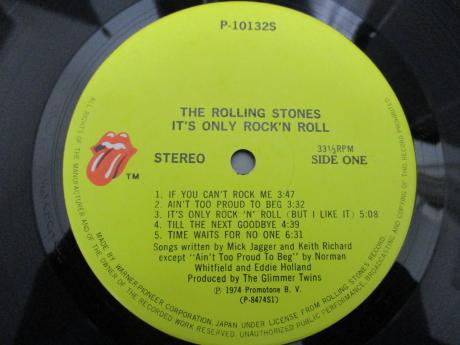 P-10132S
THE ROLLING STONES
IT'S ONLY ROCK'N ROLL
STEREO
33⅓RPM
SIDE ONE
TM
1. IF YOU CAN'T ROCK ME 3:47
2. AIN'T TOO PROUD TO BEG 3:32
3. IT'S ONLY ROCK 'N' ROLL (BUT I LIKE IT) 5:08
4. TILL THE NEXT GOODBYE 4:39
5. TIME WAITS FOR NO ONE 6:31
Songs written by Mick Jagger and Keith Richard
except "Ain't Too Proud To Beg" by Norman
Whitfield and Eddie Holland
Produced by The Glimmer Twins
Ⓟ 1974 Promotone B. V.
(P-8474S1)
ALL RIGHTS OF THE MANUFACTURER AND OF THE OWNER OF THE RECORDED WORK RESERVED. UNAUTHORIZED PUBLIC PERFORMANCE, BROADCASTING AND COPYING OF THIS RECORD PROHIBITED.
MADE BY WARNER-PIONEER CORPORATION, JAPAN UNDER LICENSE FROM ROLLING STONES RECORD.